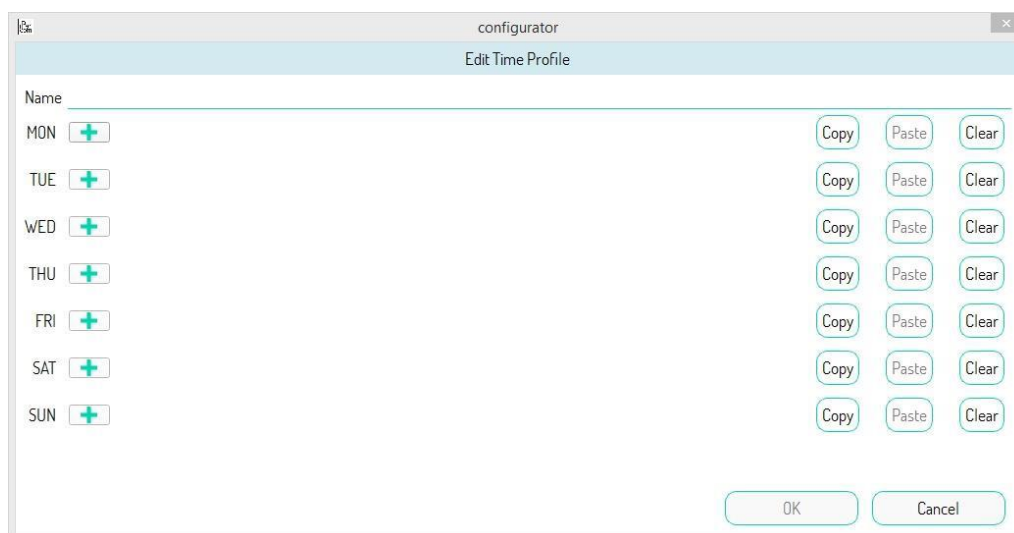 configurator
Edit Time Profile
Name
MON Copy Paste Clear
TUE Copy Paste Clear
WED Copy Paste Clear
THU Copy Paste Clear
FRI Copy Paste Clear
SAT Copy Paste Clear
SUN Copy Paste Clear
OK Cancel